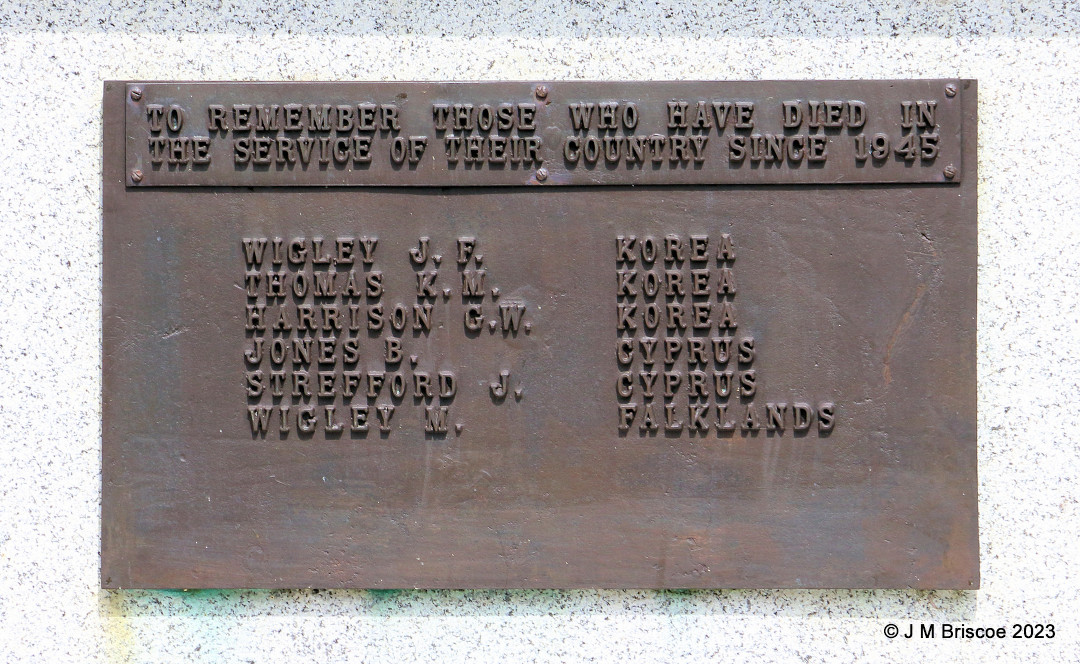 TO REMEMBER THOSE WHO HAVE DIED IN
THE SERVICE OF THEIR COUNTRY SINCE 1945
WIGLEY J. F. KOREA
THOMAS K. M. KOREA
HARRISON G.W. KOREA
JONES B. CYPRUS
STREFFORD J. CYPRUS
WIGLEY M. FALKLANDS
© J M Briscoe 2023